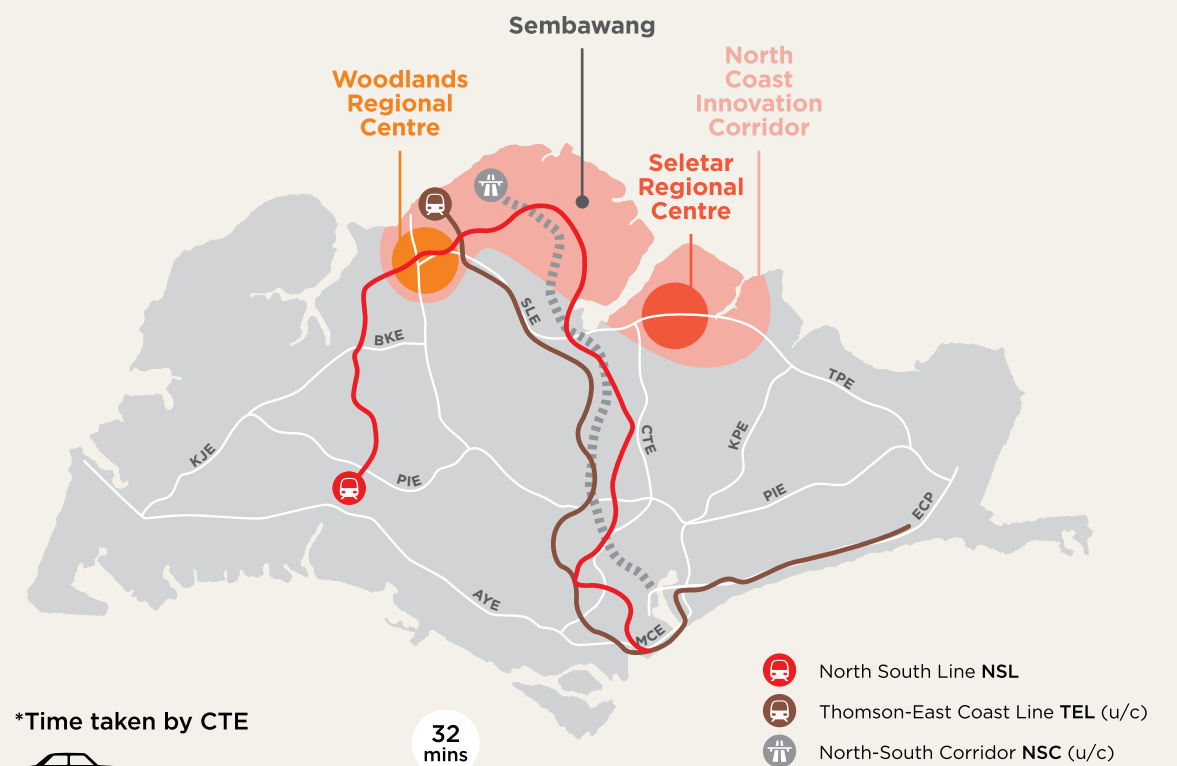 Sembawang
North
Coast
Innovation
Corridor
Woodlands
Regional
Centre
Seletar
Regional
Centre
SLE
BKE
TPE
KJE
CTE
KPE
PIE
PIE
ECP
AYE
MCE
North South Line NSL
Thomson-East Coast Line TEL (u/c)
North-South Corridor NSC (u/c)
*Time taken by CTE
32
mins